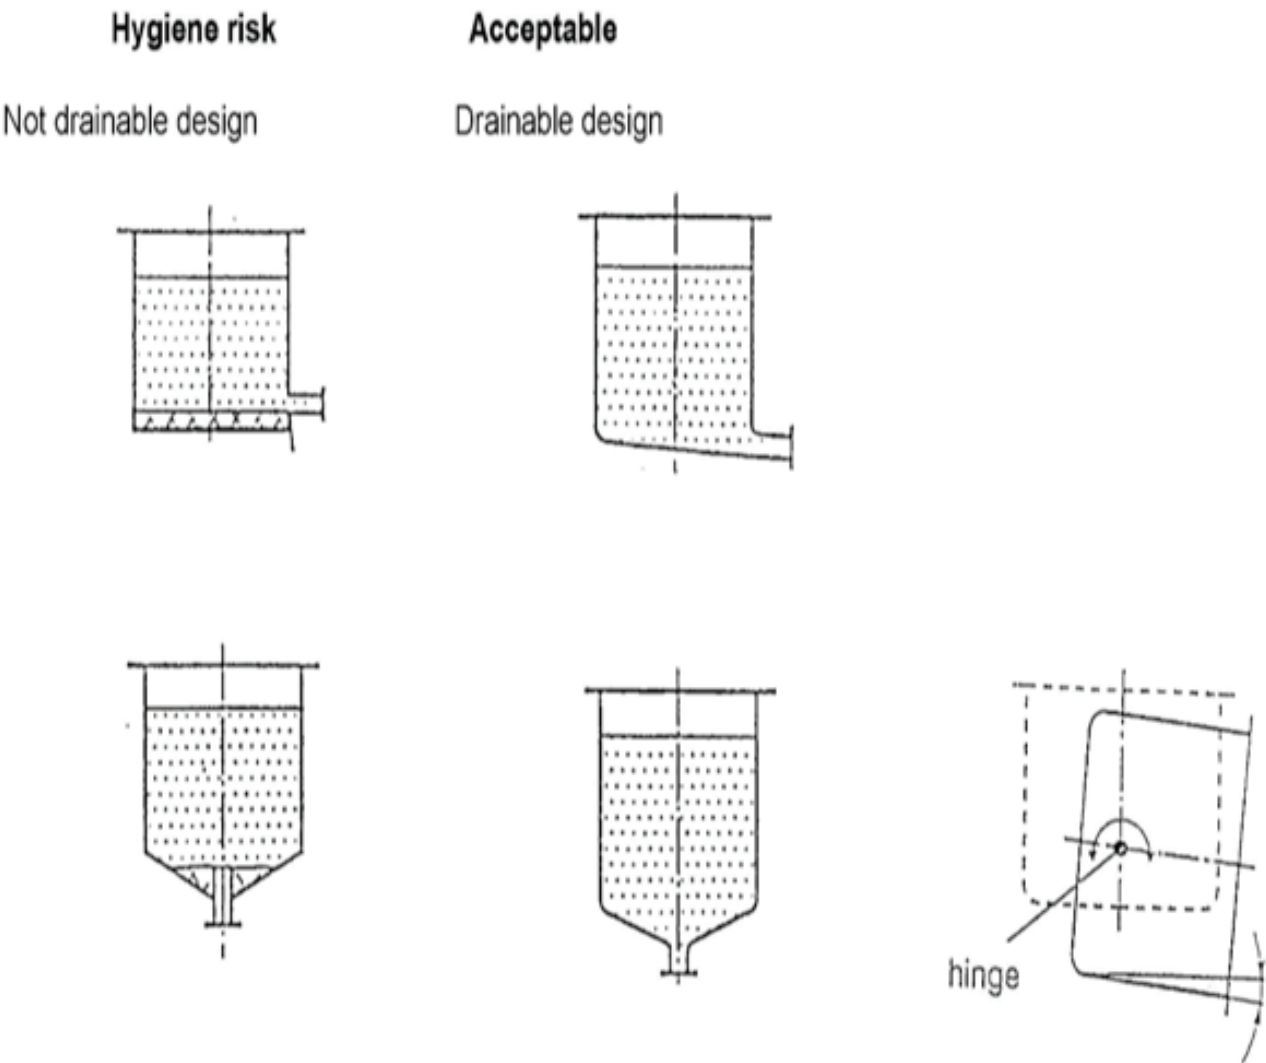 Hygiene risk
Acceptable
Not drainable design
Drainable design
hinge